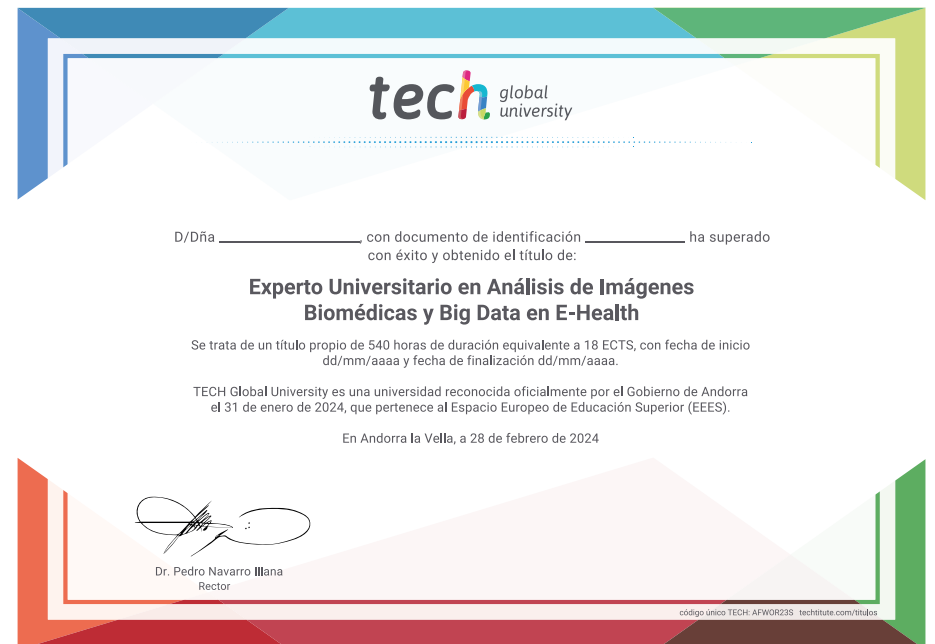 tech global university
D/Dña ____________________, con documento de identificación ______________ ha superado
con éxito y obtenido el título de:
Experto Universitario en Análisis de Imágenes
Biomédicas y Big Data en E-Health
Se trata de un título propio de 540 horas de duración equivalente a 18 ECTS, con fecha de inicio
dd/mm/aaaa y fecha de finalización dd/mm/aaaa.
TECH Global University es una universidad reconocida oficialmente por el Gobierno de Andorra
el 31 de enero de 2024, que pertenece al Espacio Europeo de Educación Superior (EEES).
En Andorra la Vella, a 28 de febrero de 2024
Dr. Pedro Navarro Illana
Rector
código único TECH: AFWOR23S techtitute.com/titulos